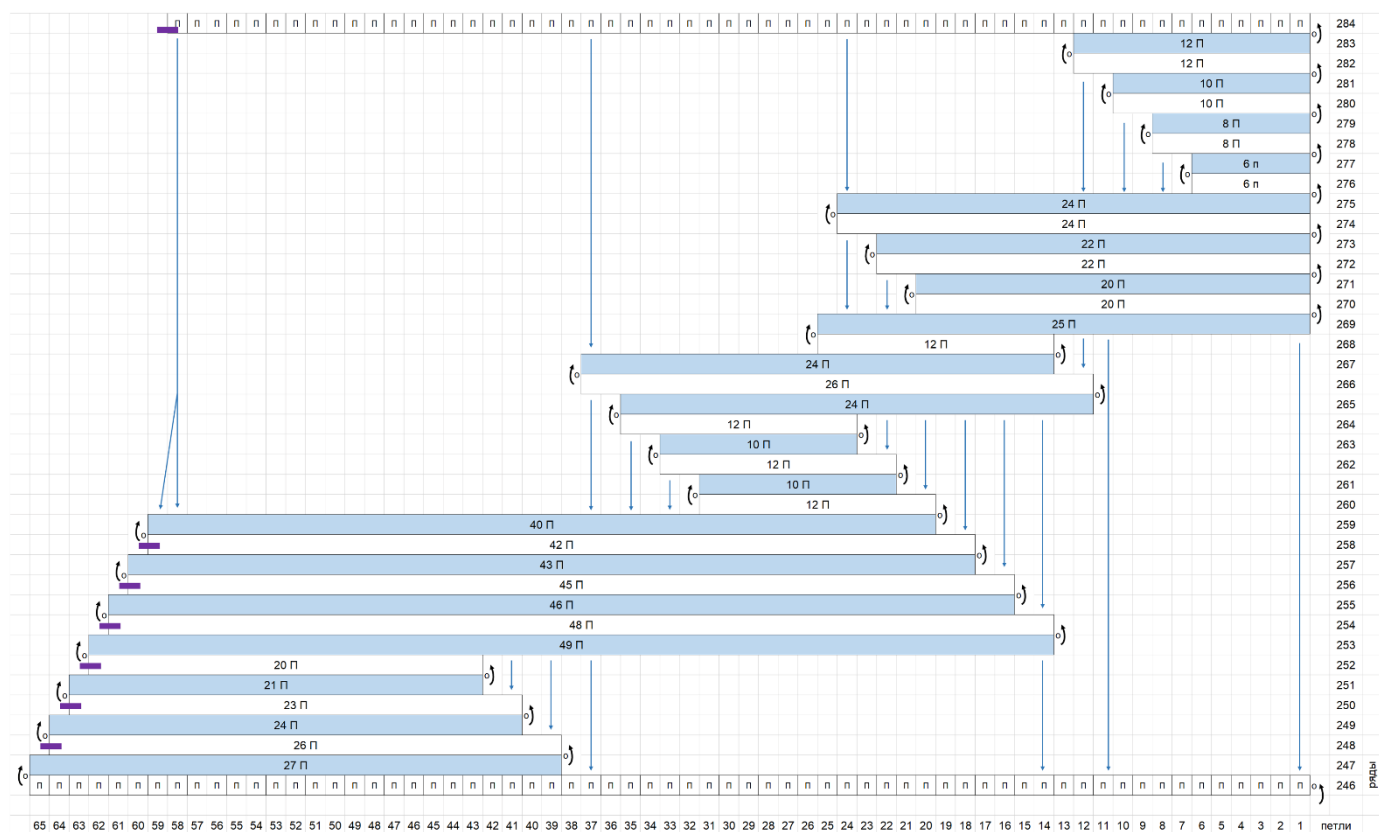 п п п п п п п п п п п п п п п п п п п п п п п п п п п п п п п п п п п п п п п п п п п п п п п п п п п п п п п п п п o 284
12 П 283
o 12 П o 282
10 П 281
o 10 П o 280
8 П 279
o 8 П o 278
6 п 277
o 6 п o 276
24 П 275
o 24 П o 274
22 П 273
o 22 П o 272
20 П 271
o 20 П o 270
25 П 269
o 12 П o 268
24 П 267
o 26 П o 266
24 П 265
o 12 П o 264
10 П 263
o 12 П o 262
10 П 261
o 12 П o 260
40 П 259
o 42 П o 258
43 П 257
o 45 П o 256
46 П 255
o 48 П o 254
49 П 253
o 20 П o 252
21 П 251
o 23 П o 250
24 П 249
o 26 П o 248
27 П 247
o п п п п п п п п п п п п п п п п п п п п п п п п п п п п п п п п п п п п п п п п п п п п п п п п п п п п п п п п п п п п п п п п п o 246
ряды
65 64 63 62 61 60 59 58 57 56 55 54 53 52 51 50 49 48 47 46 45 44 43 42 41 40 39 38 37 36 35 34 33 32 31 30 29 28 27 26 25 24 23 22 21 20 19 18 17 16 15 14 13 12 11 10 9 8 7 6 5 4 3 2 1 петли